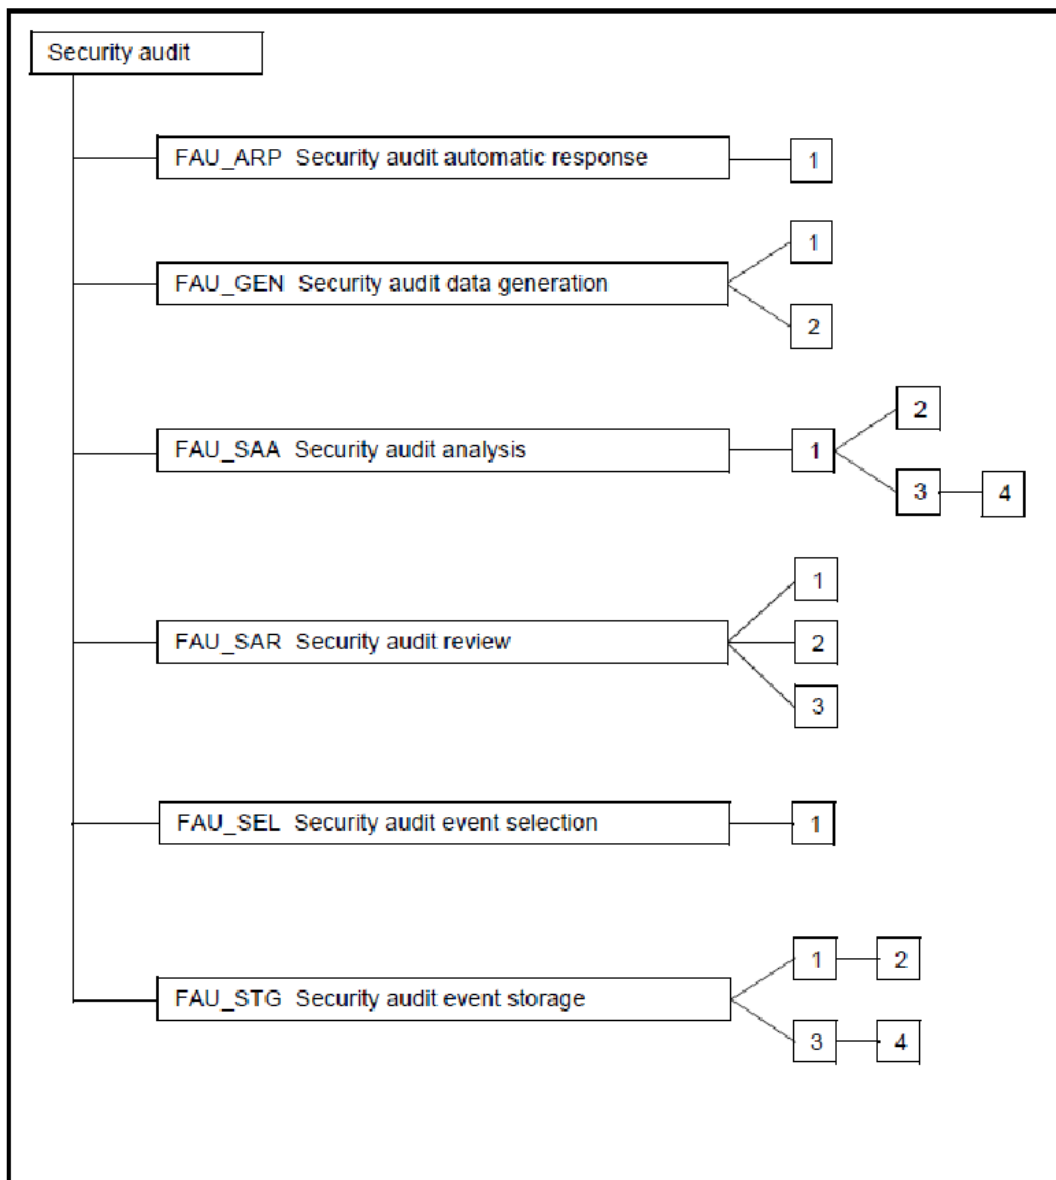 Security audit
FAU_ARP Security audit automatic response 1
1
FAU_GEN Security audit data generation
2
2
FAU_SAA Security audit analysis 1
3 4
1
FAU_SAR Security audit review 2
3
FAU_SEL Security audit event selection 1
1 2
FAU_STG Security audit event storage
3 4